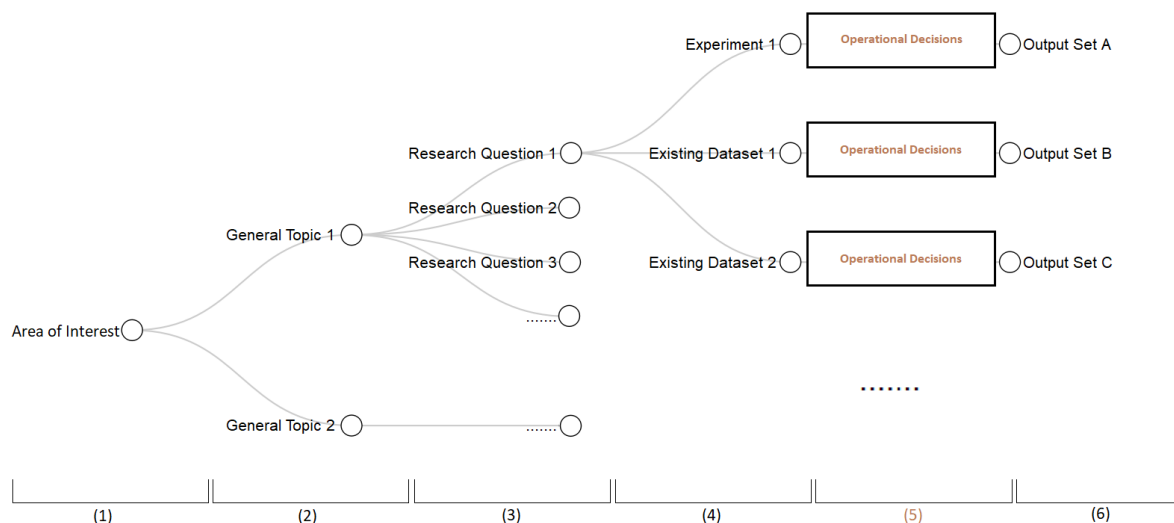 Experiment 1
Operational Decisions
Output Set A
Research Question 1
Existing Dataset 1
Operational Decisions
Output Set B
Research Question 2
General Topic 1
Research Question 3
Existing Dataset 2
Operational Decisions
Output Set C
.......
Area of Interest
.......
General Topic 2
.......
(1)
(2)
(3)
(4)
(5)
(6)